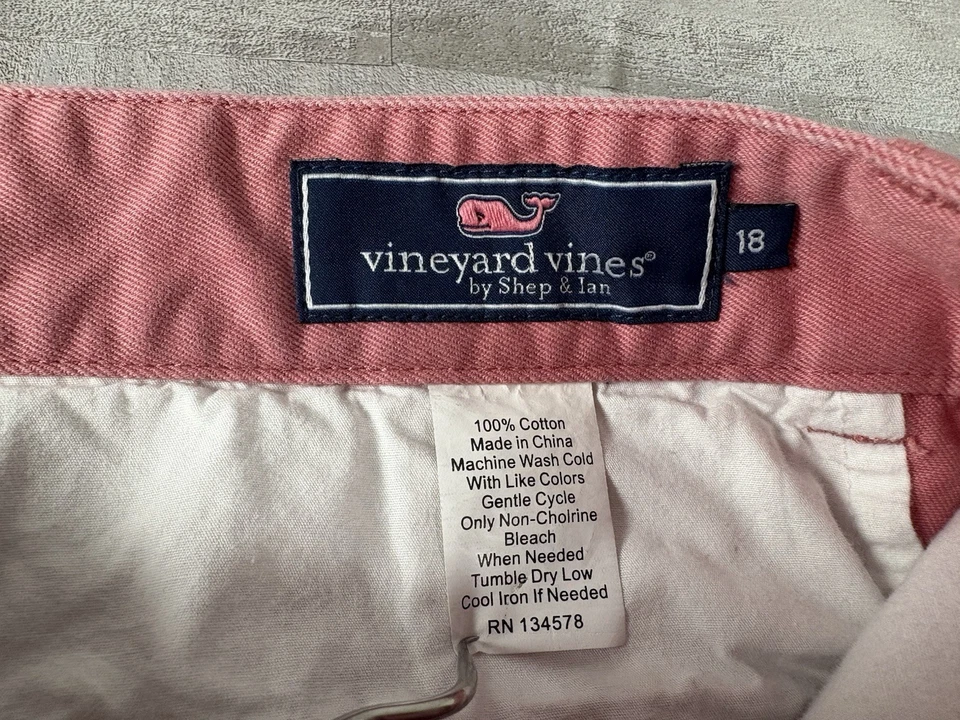 vineyard vines®
by Shep & Ian
18
100% Cotton
Made in China
Machine Wash Cold
With Like Colors
Gentle Cycle
Only Non-Cholrine
Bleach
When Needed
Tumble Dry Low
Cool Iron If Needed
RN 134578